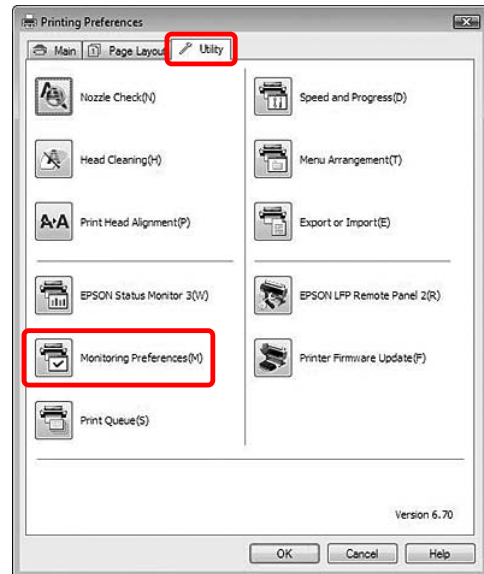 Printing Preferences
Main
Page Layout
Utility
Nozzle Check(N)
Speed and Progress(D)
Head Cleaning(H)
Menu Arrangement(T)
A A Print Head Alignment(P)
Export or Import(E)
EPSON Status Monitor 3(W)
EPSON LFP Remote Panel 2(R)
Monitoring Preferences(M)
Printer Firmware Update(F)
Print Queue(S)
Version 6.70
OK
Cancel
Help